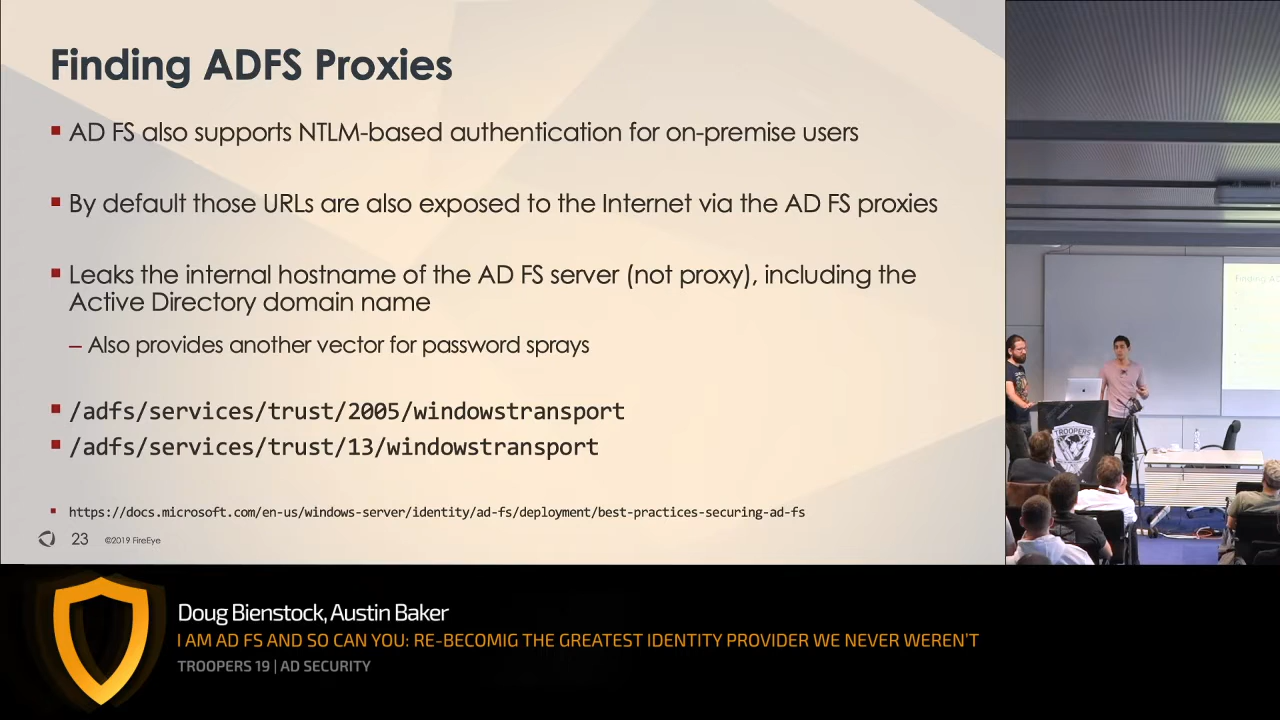 Finding ADFS Proxies
AD FS also supports NTLM-based authentication for on-premise users
By default those URLs are also exposed to the Internet via the AD FS proxies
Leaks the internal hostname of the AD FS server (not proxy), including the
Active Directory domain name
– Also provides another vector for password sprays
/adfs/services/trust/2005/windowstransport
/adfs/services/trust/13/windowstransport
https://docs.microsoft.com/en-us/windows-server/identity/ad-fs/deployment/best-practices-securing-ad-fs
23 ©2019 FireEye
Finding AD
TROOPERS
Doug Bienstock, Austin Baker
I AM AD FS AND SO CAN YOU: RE-BECOMIG THE GREATEST IDENTITY PROVIDER WE NEVER WEREN'T
TROOPERS 19 | AD SECURITY